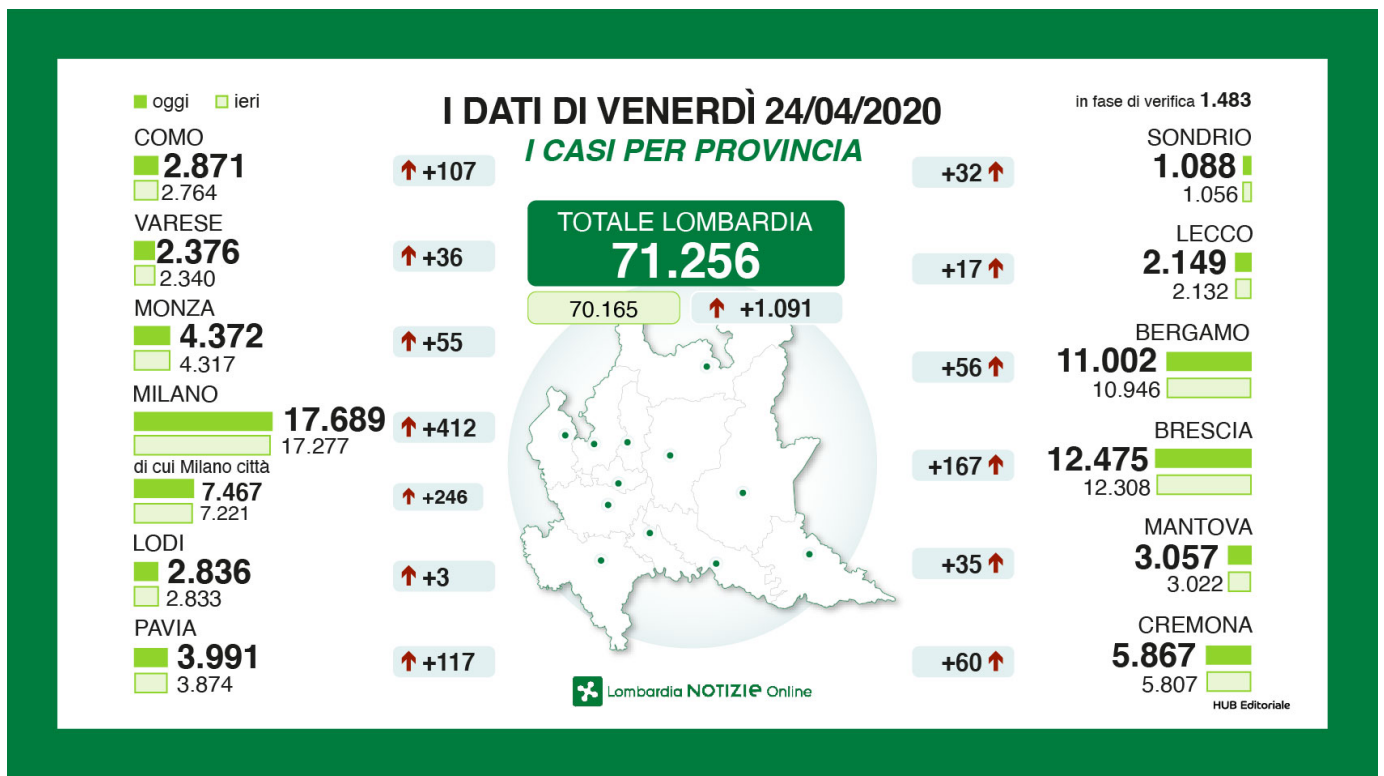 oggi ieri
I DATI DI VENERDÌ 24/04/2020
I CASI PER PROVINCIA
in fase di verifica 1.483
COMO
2.871
2.764
+107
VARESE
2.376
2.340
+36
MONZA
4.372
4.317
+55
MILANO
17.689
17.277
+412
di cui Milano città
7.467
7.221
+246
LODI
2.836
2.833
+3
PAVIA
3.991
3.874
+117
TOTALE LOMBARDIA
71.256
70.165
+1.091
Lombardia NOTIZIE Online
SONDRIO
+32
1.088
1.056
LECCO
+17
2.149
2.132
BERGAMO
+56
11.002
10.946
BRESCIA
+167
12.475
12.308
MANTOVA
+35
3.057
3.022
CREMONA
+60
5.867
5.807
HUB Editoriale